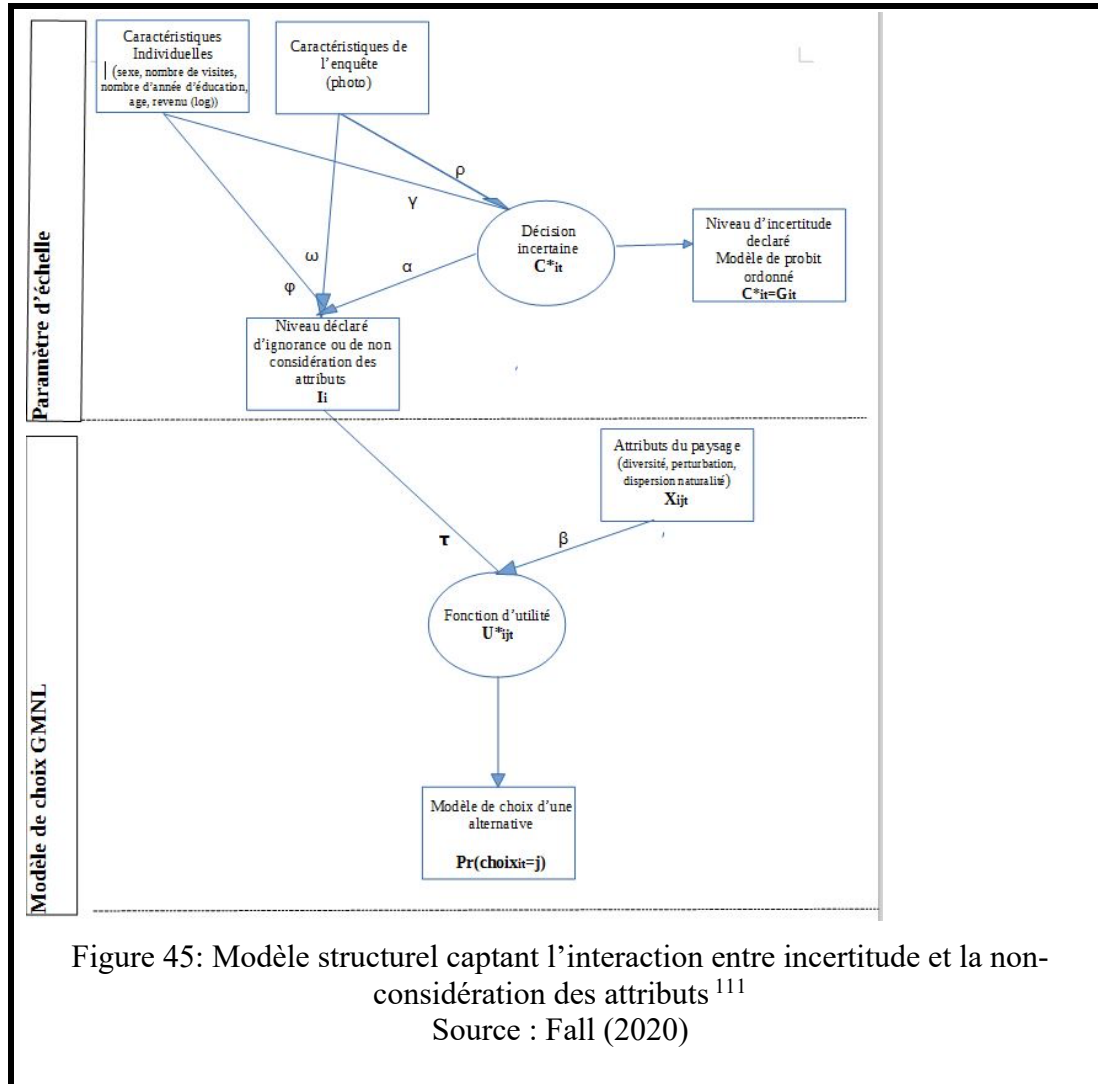 Caractéristiques
Individuelles
(sexe, nombre de visites,
nombre d'année d'éducation,
age, revenu (log))
Caractéristiques de
l'enquête
(photo)
ρ
γ
ω
α
φ
Décision
incertaine
C*it
Niveau d'incertitude
declaré
Modèle de probit
ordonné
C*it=Git
Paramètre d'échelle
Niveau déclaré
d'ignorance ou de non
considération des
attributs
Ii
Attributs du paysage
(diversité, perturbation,
dispersion naturalité)
Xijt
τ
β
Fonction d'utilité
U*ijt
Modèle de choix GMNL
Modèle de choix d'une
alternative
Pr(choixit=j)
Figure 45: Modèle structurel captant l'interaction entre incertitude et la non-
considération des attributs 111
Source : Fall (2020)